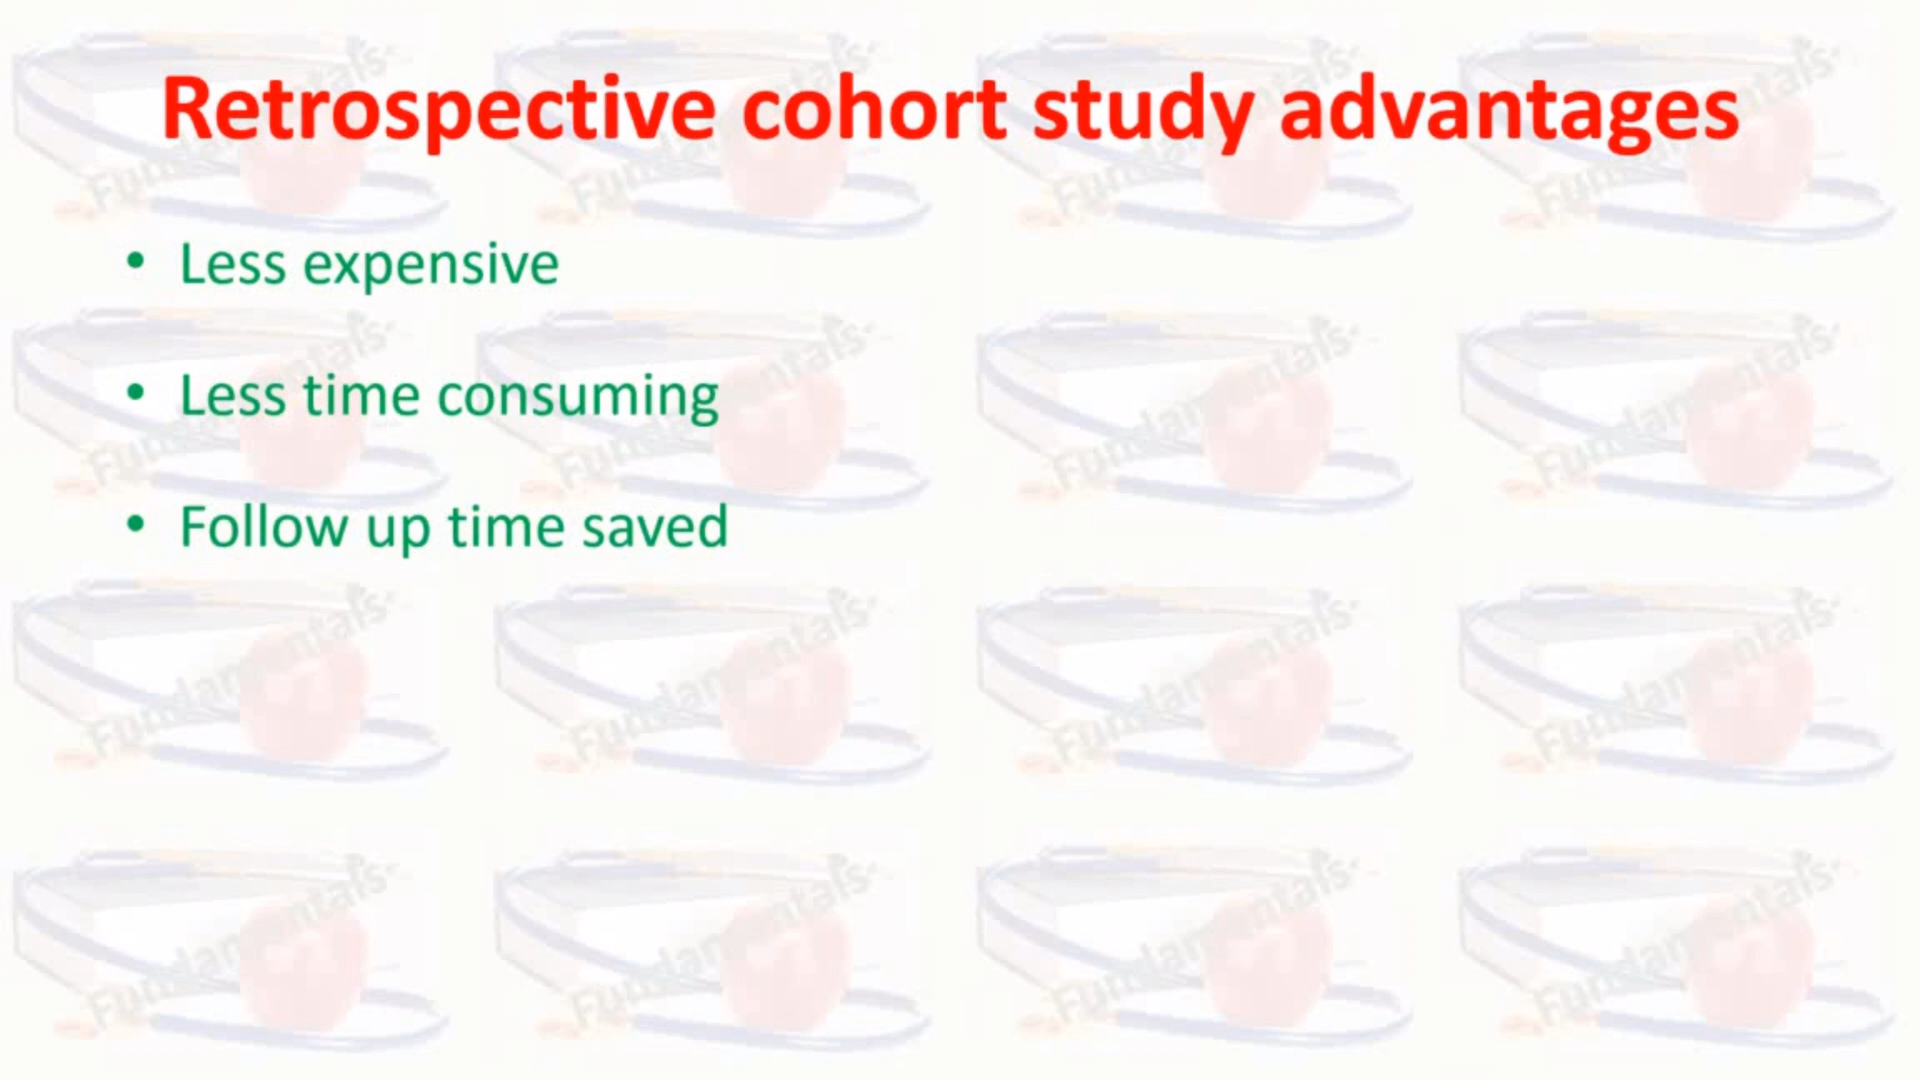 Retrospective cohort study advantages
• Less expensive
• Less time consuming
• Follow up time saved